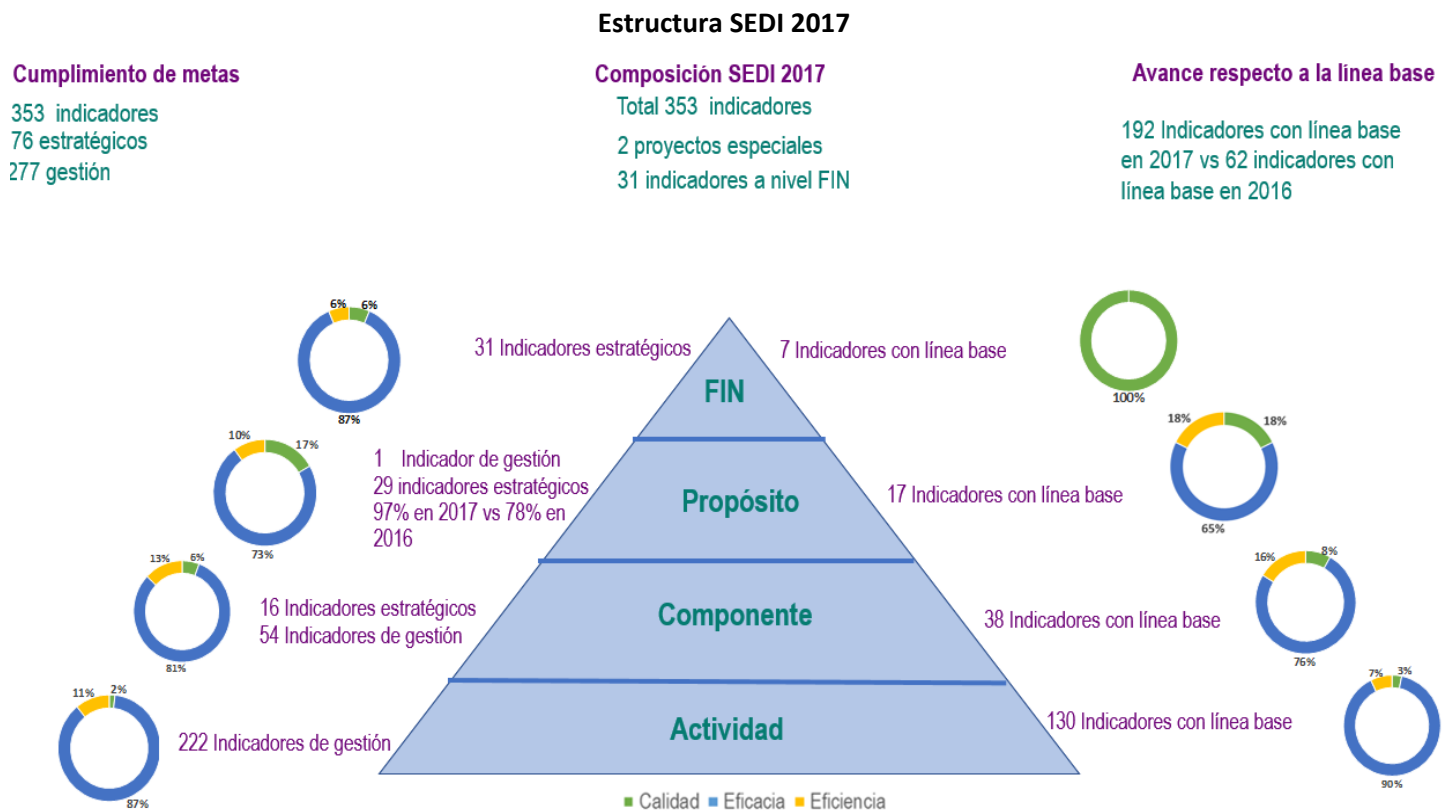 Estructura SEDI 2017
Cumplimiento de metas
353 indicadores
76 estratégicos
277 gestión
Composición SEDI 2017
Total 353 indicadores
2 proyectos especiales
31 indicadores a nivel FIN
Avance respecto a la línea base
192 Indicadores con línea base
en 2017 vs 62 indicadores con
línea base en 2016
6% 6%
87%
31 Indicadores estratégicos
FIN
7 Indicadores con línea base
100%
10% 17%
73%
1 Indicador de gestión
29 indicadores estratégicos
97% en 2017 vs 78% en
2016
Propósito
17 Indicadores con línea base
18% 18%
65%
13% 6%
81%
16 Indicadores estratégicos
54 Indicadores de gestión
Componente
38 Indicadores con línea base
16% 8%
76%
11% 2%
87%
222 Indicadores de gestión
Actividad
130 Indicadores con línea base
7% 3%
90%
Calidad Eficacia Eficiencia